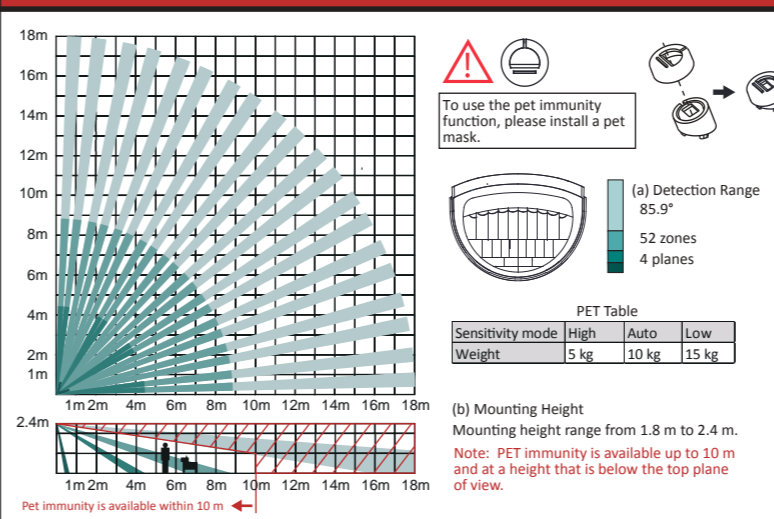 18m
16m
14m
12m
10m
8m
6m
4m
2m
1m
1m 2m 4m 6m 8m 10m 12m 14m 16m 18m
2.4m
1m 2m 4m 6m 8m 10m 12m 14m 16m 18m
Pet immunity is available within 10 m
To use the pet immunity
function, please install a pet
mask.
(a) Detection Range
85.9°
52 zones
4 planes
PET Table
Sensitivity mode High Auto Low
Weight 5 kg 10 kg 15 kg
(b) Mounting Height
Mounting height range from 1.8 m to 2.4 m.
Note: PET immunity is available up to 10 m
and at a height that is below the top plane
of view.